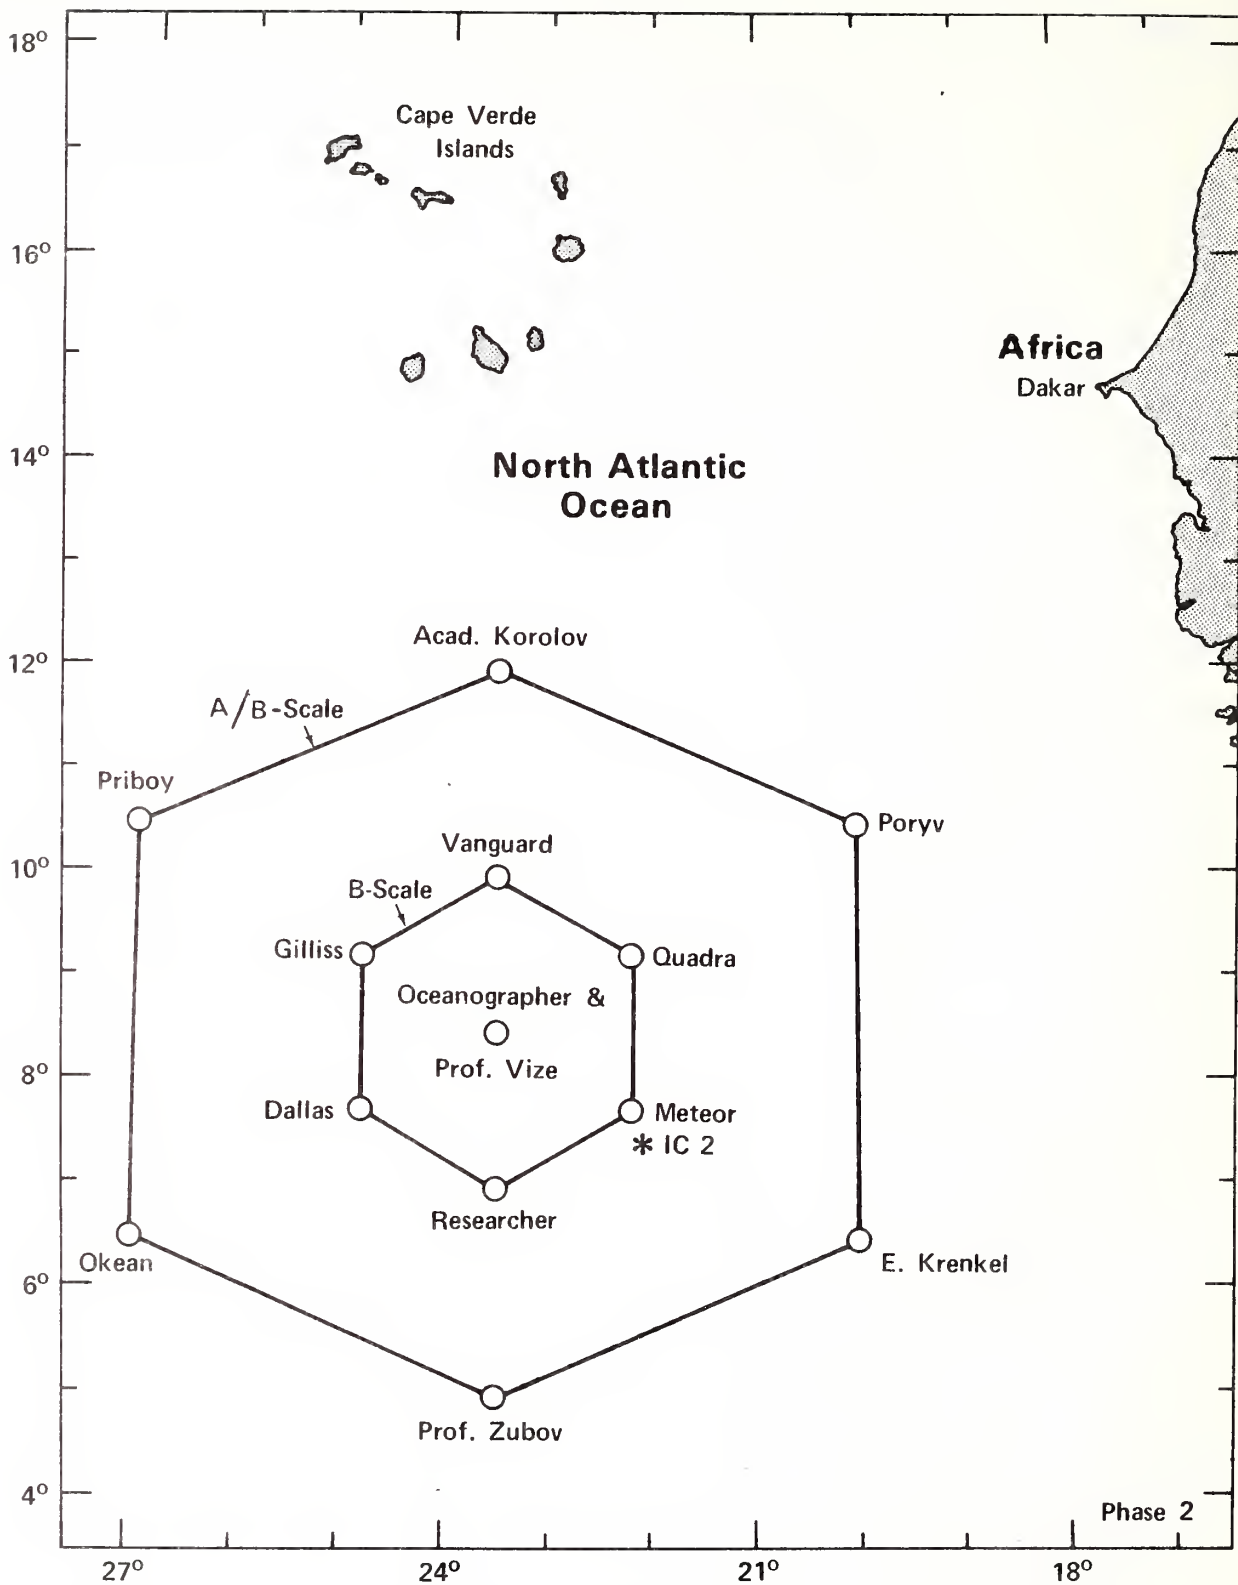 18°
Cape Verde
Islands
16°
Africa
Dakar
14°
North Atlantic
Ocean
Acad. Korolov
12°
A/B-Scale
Priboy
Poryv
Vanguard
10°
B-Scale
Gilliss
Quadra
Oceanographer &
8°
Prof. Vize
Dallas
Meteor
* IC 2
Researcher
Okean
E. Krenkel
6°
Prof. Zubov
4°
Phase 2
27° 24° 21° 18°